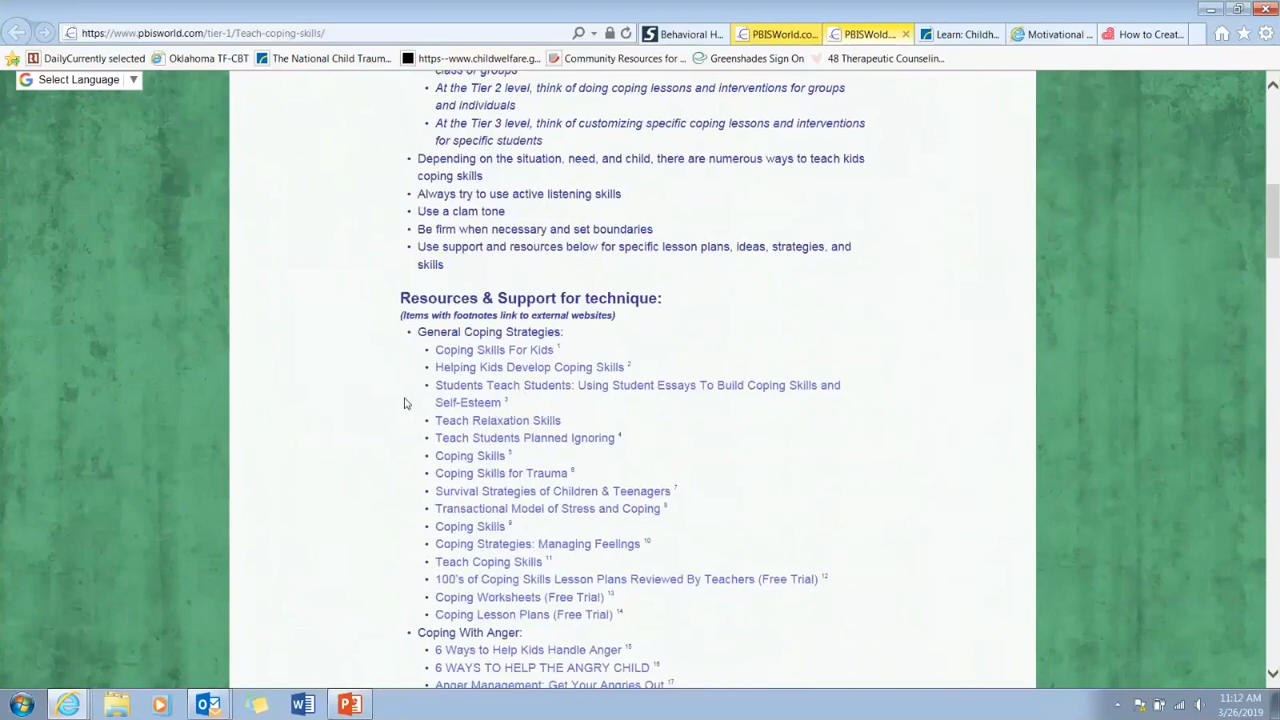 https://www.pbisworld.com/tier-1/Teach-coping-skills/
Behavioral H...
PBISWorld.co...
PBISWold....
Learn: Childh...
Motivational ...
How to Creat...
DailyCurrently selected
Oklahoma TF-CBT
The National Child Traum...
https--www.childwelfare.g...
Community Resources for ...
Greenshades Sign On
48 Therapeutic Counselin...
Select Language
class or groups
• At the Tier 2 level, think of doing coping lessons and interventions for groups
and individuals
• At the Tier 3 level, think of customizing specific coping lessons and interventions
for specific students
• Depending on the situation, need, and child, there are numerous ways to teach kids
coping skills
• Always try to use active listening skills
• Use a clam tone
• Be firm when necessary and set boundaries
• Use support and resources below for specific lesson plans, ideas, strategies, and
skills
Resources & Support for technique:
(Items with footnotes link to external websites)
• General Coping Strategies:
• Coping Skills For Kids 1
• Helping Kids Develop Coping Skills 2
• Students Teach Students: Using Student Essays To Build Coping Skills and
Self-Esteem 3
• Teach Relaxation Skills
• Teach Students Planned Ignoring 4
• Coping Skills 5
• Coping Skills for Trauma 6
• Survival Strategies of Children & Teenagers 7
• Transactional Model of Stress and Coping 8
• Coping Skills 9
• Coping Strategies: Managing Feelings 10
• Teach Coping Skills 11
• 100's of Coping Skills Lesson Plans Reviewed By Teachers (Free Trial) 12
• Coping Worksheets (Free Trial) 13
• Coping Lesson Plans (Free Trial) 14
• Coping With Anger:
• 6 Ways to Help Kids Handle Anger 15
• 6 WAYS TO HELP THE ANGRY CHILD 16
• Anger Management: Get Your Angries Out 17
11:12 AM
3/26/2019